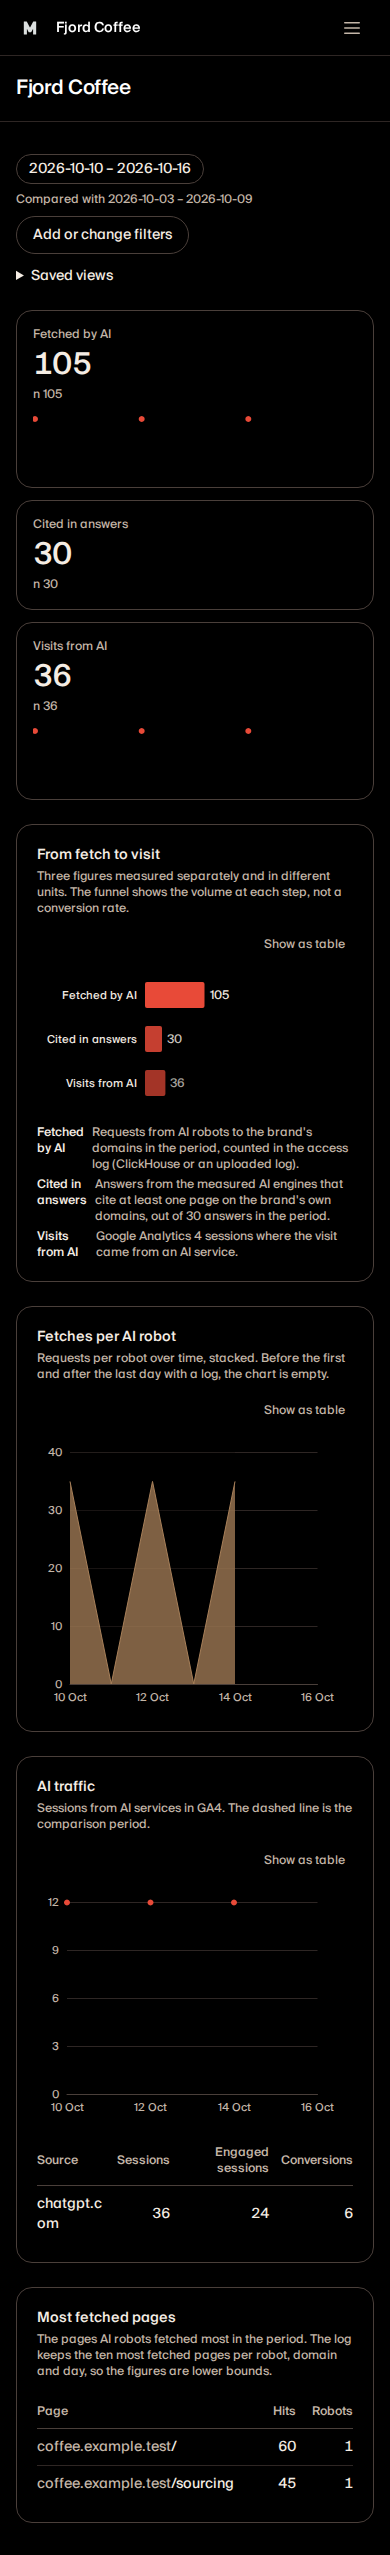 M Fjord Coffee
Fjord Coffee
2026-10-10 – 2026-10-16
Compared with 2026-10-03 – 2026-10-09
Add or change filters
Saved views
Fetched by AI
105
n 105
Cited in answers
30
n 30
Visits from AI
36
n 36
From fetch to visit
Three figures measured separately and in different
units. The funnel shows the volume at each step, not a
conversion rate.
Show as table
Fetched by AI 105
Cited in answers 30
Visits from AI 36
Fetched Requests from AI robots to the brand's
by AI domains in the period, counted in the access
log (ClickHouse or an uploaded log).
Cited in Answers from the measured AI engines that
answers cite at least one page on the brand's own
domains, out of 30 answers in the period.
Visits Google Analytics 4 sessions where the visit
from AI came from an AI service.
Fetches per AI robot
Requests per robot over time, stacked. Before the first
and after the last day with a log, the chart is empty.
Show as table
40
30
20
10
0
10 Oct 12 Oct 14 Oct 16 Oct
AI traffic
Sessions from AI services in GA4. The dashed line is the
comparison period.
Show as table
12
9
6
3
0
10 Oct 12 Oct 14 Oct 16 Oct
Source Sessions Engaged sessions Conversions
chatgpt.c
om 36 24 6
Most fetched pages
The pages AI robots fetched most in the period. The log
keeps the ten most fetched pages per robot, domain
and day, so the figures are lower bounds.
Page Hits Robots
coffee.example.test/ 60 1
coffee.example.test/sourcing 45 1